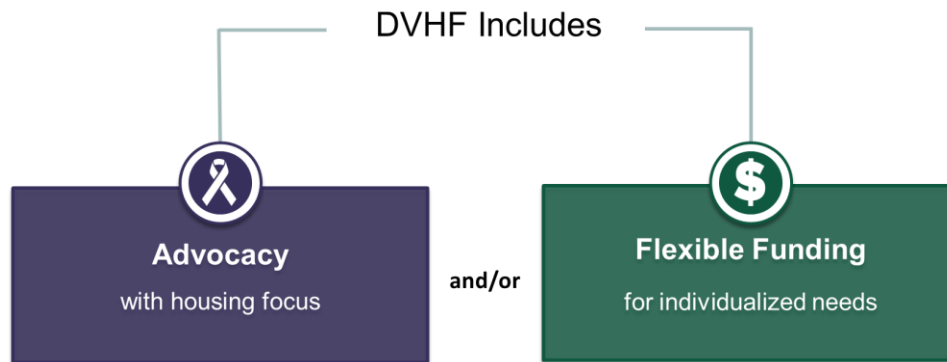 DVHF Includes
Advocacy
with housing focus
and/or
$
Flexible Funding
for individualized needs